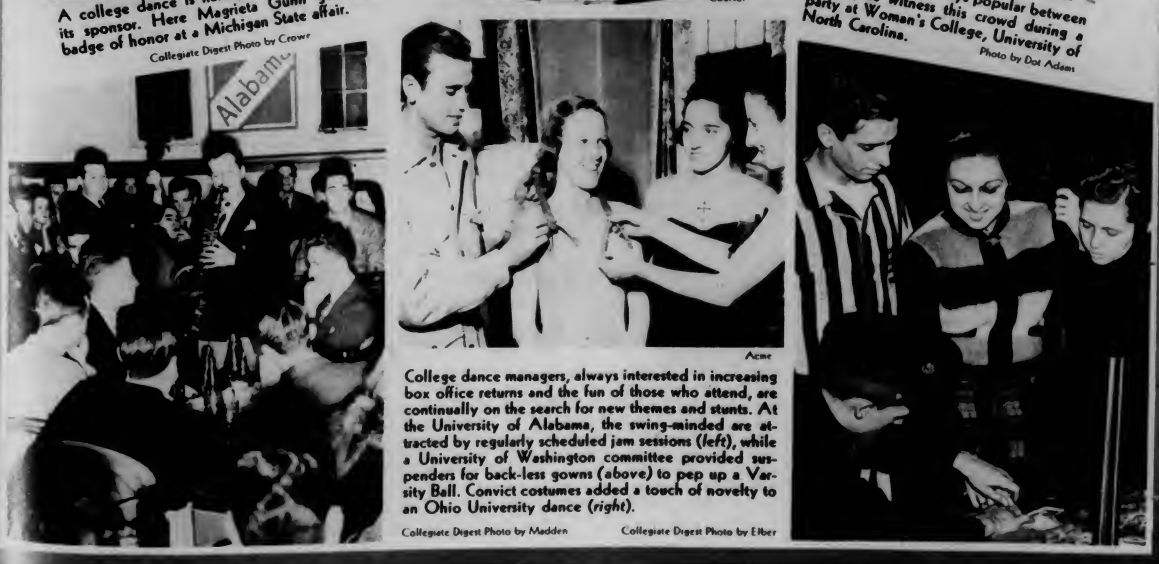 A college dance is
its sponsor. Here Magrieta Gunn
badge of honor at a Michigan State affair.
Collegiate Digest Photo by Crowe
popular between
witness this crowd during a
party at Woman's College, University of
North Carolina.
Photo by Dot Adams
Alabama
Acme
College dance managers, always interested in increasing
box office returns and the fun of those who attend, are
continually on the search for new themes and stunts. At
the University of Alabama, the swing-minded are at-
tracted by regularly scheduled jam sessions (left), while
a University of Washington committee provided sus-
penders for back-less gowns (above) to pep up a Var-
sity Ball. Convict costumes added a touch of novelty to
an Ohio University dance (right).
Collegiate Digest Photo by Madden
Collegiate Digest Photo by Elber